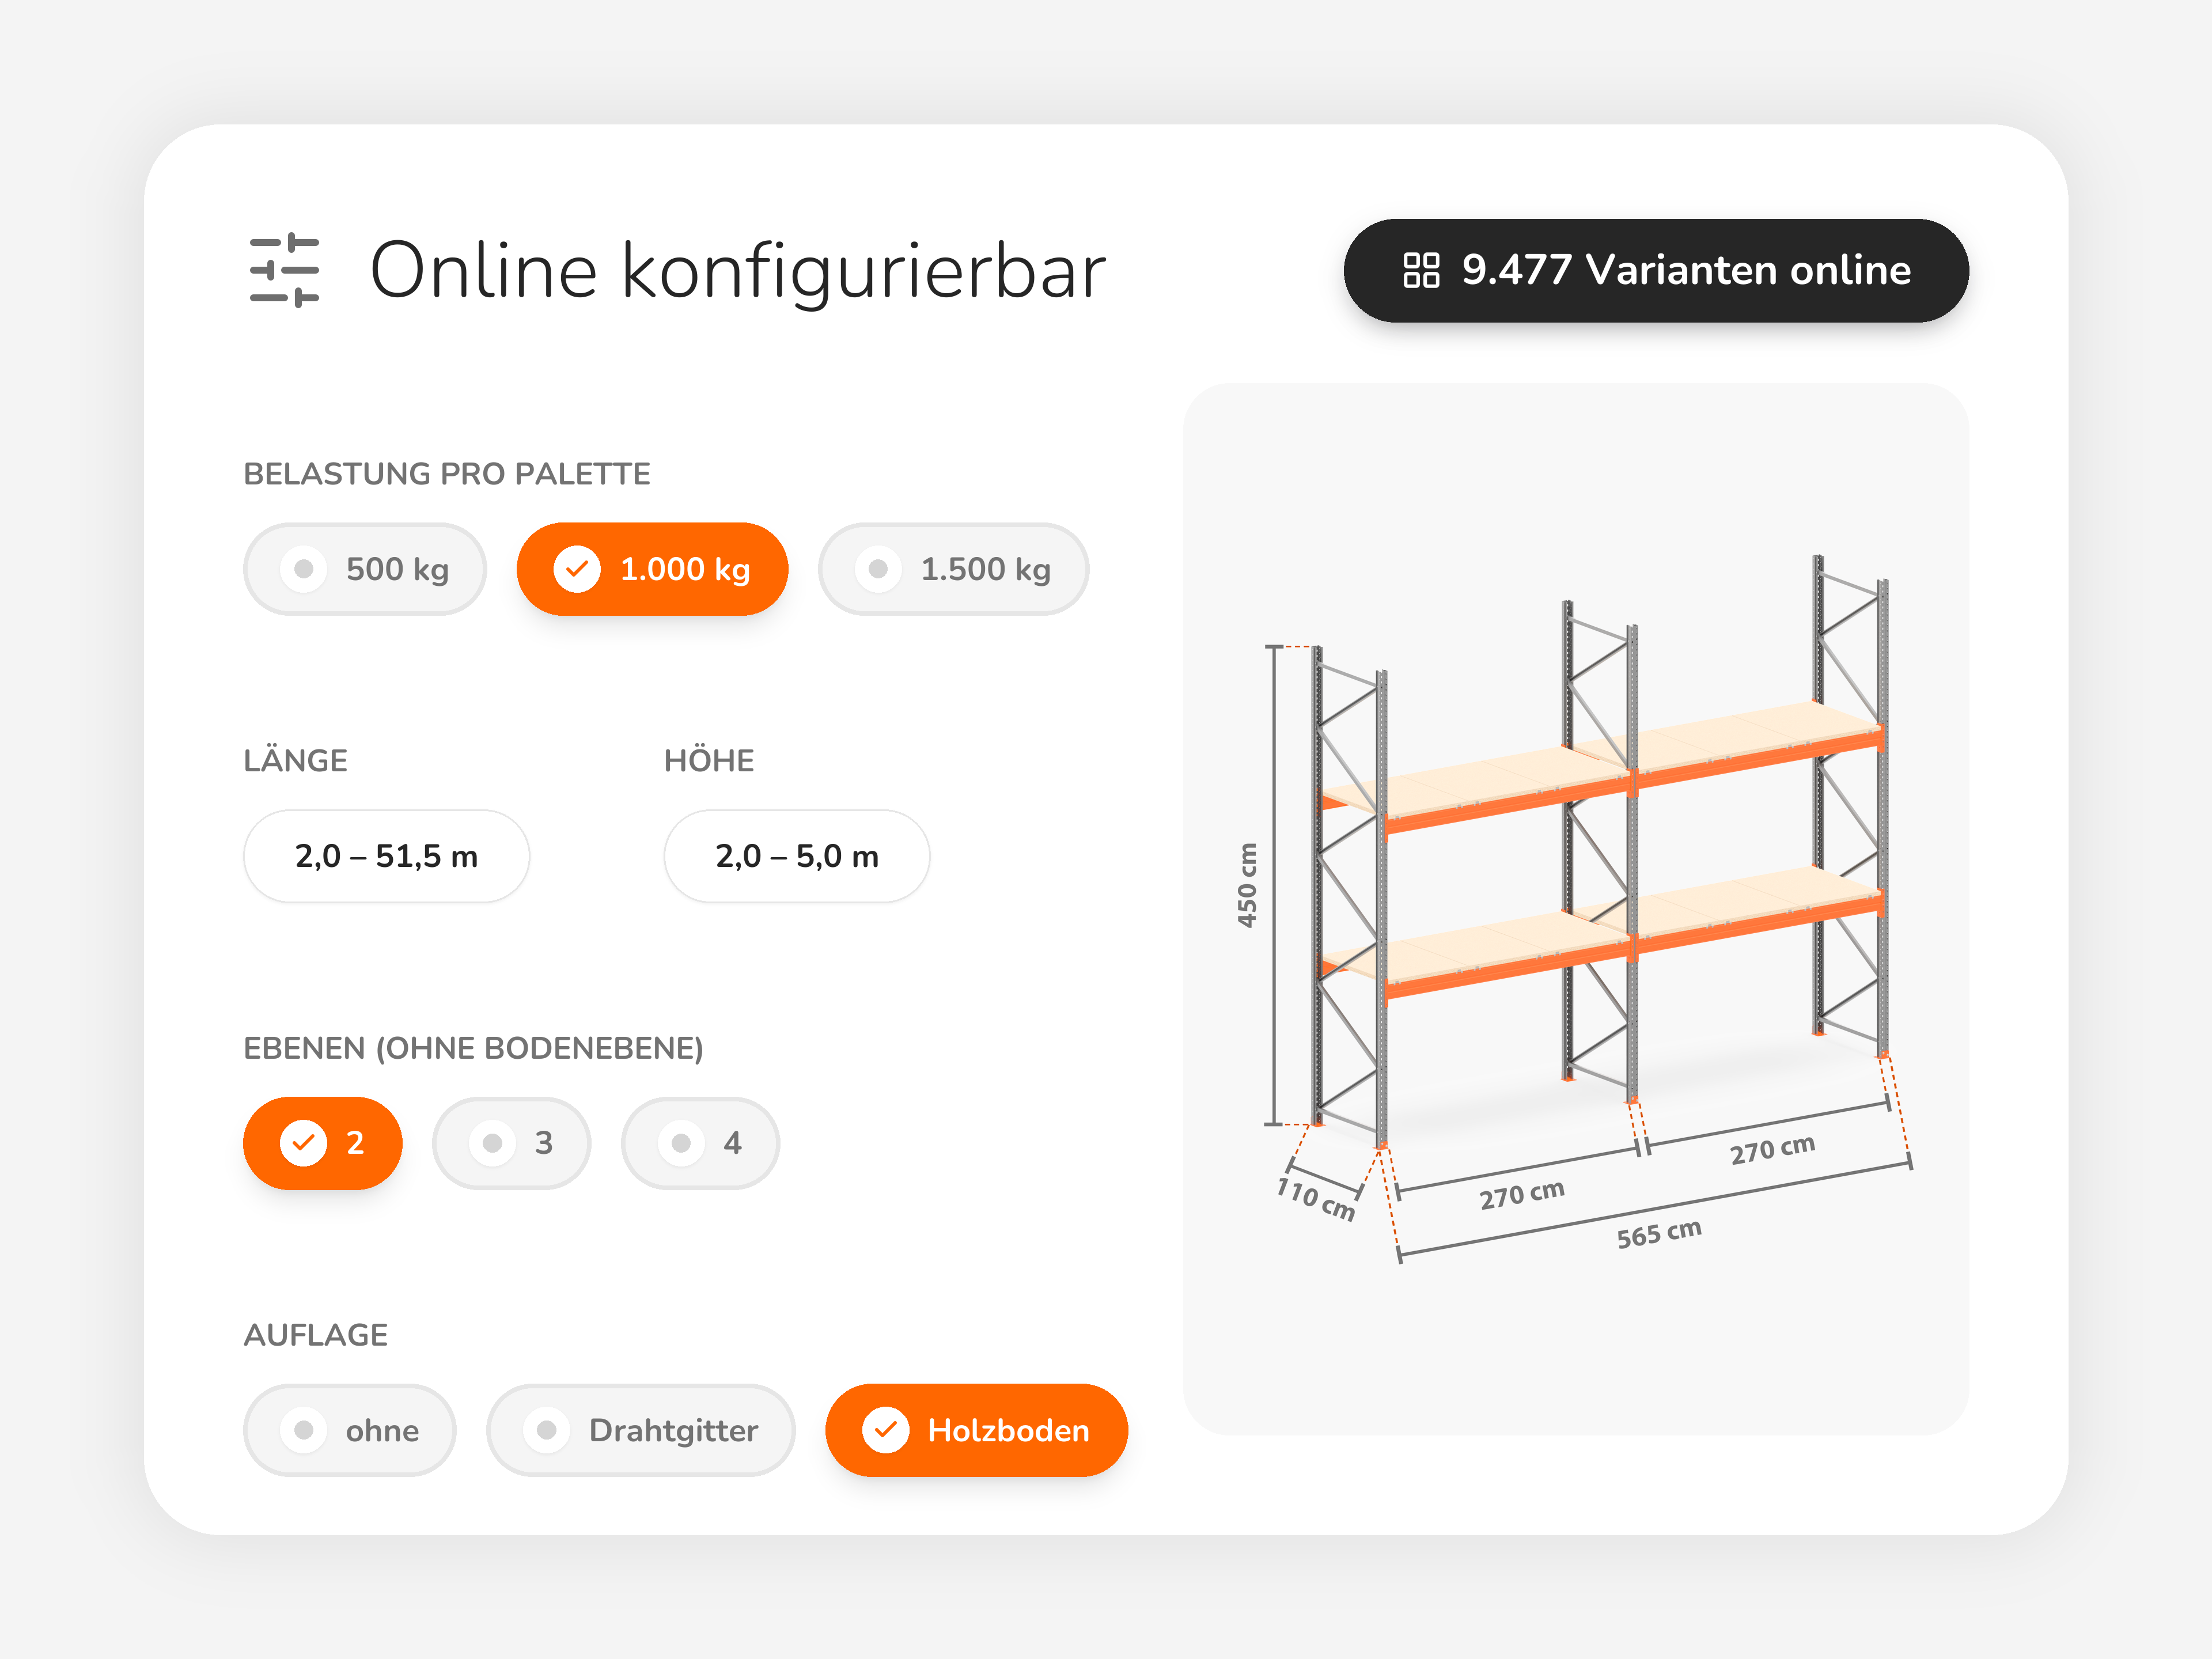 Online konfigurierbar
9.477 Varianten online
BELASTUNG PRO PALETTE
500 kg
1.000 kg
1.500 kg
LÄNGE
HÖHE
2,0 – 51,5 m
2,0 – 5,0 m
EBENEN (OHNE BODENEBENE)
2
3
4
AUFLAGE
ohne
Drahtgitter
Holzboden
450 cm
110 cm
270 cm
270 cm
565 cm